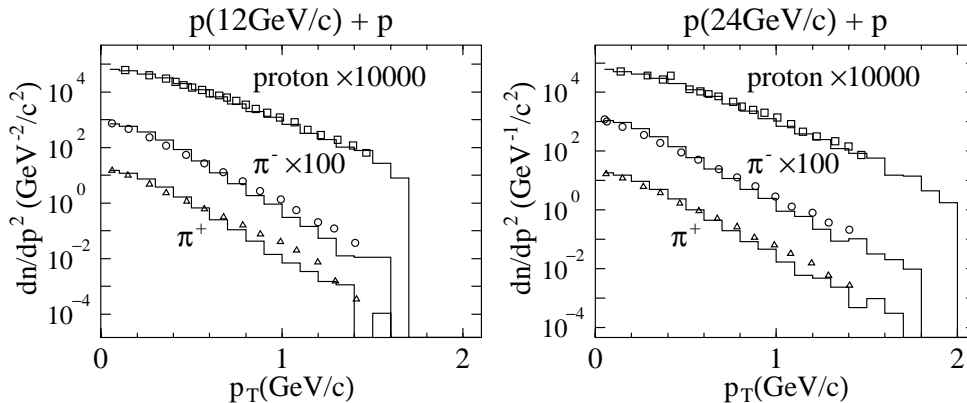 p(12GeV/c) + p
dn/dp² (GeV⁻²/c²)
10⁴
10²
10⁰
10⁻²
10⁻⁴
proton ×10000
π⁻×100
π⁺
0 1 2
p_T(GeV/c)
p(24GeV/c) + p
dn/dp² (GeV⁻¹/c²)
10⁴
10²
10⁰
10⁻²
10⁻⁴
proton ×10000
π⁻×100
π⁺
0 1 2
p_T(GeV/c)